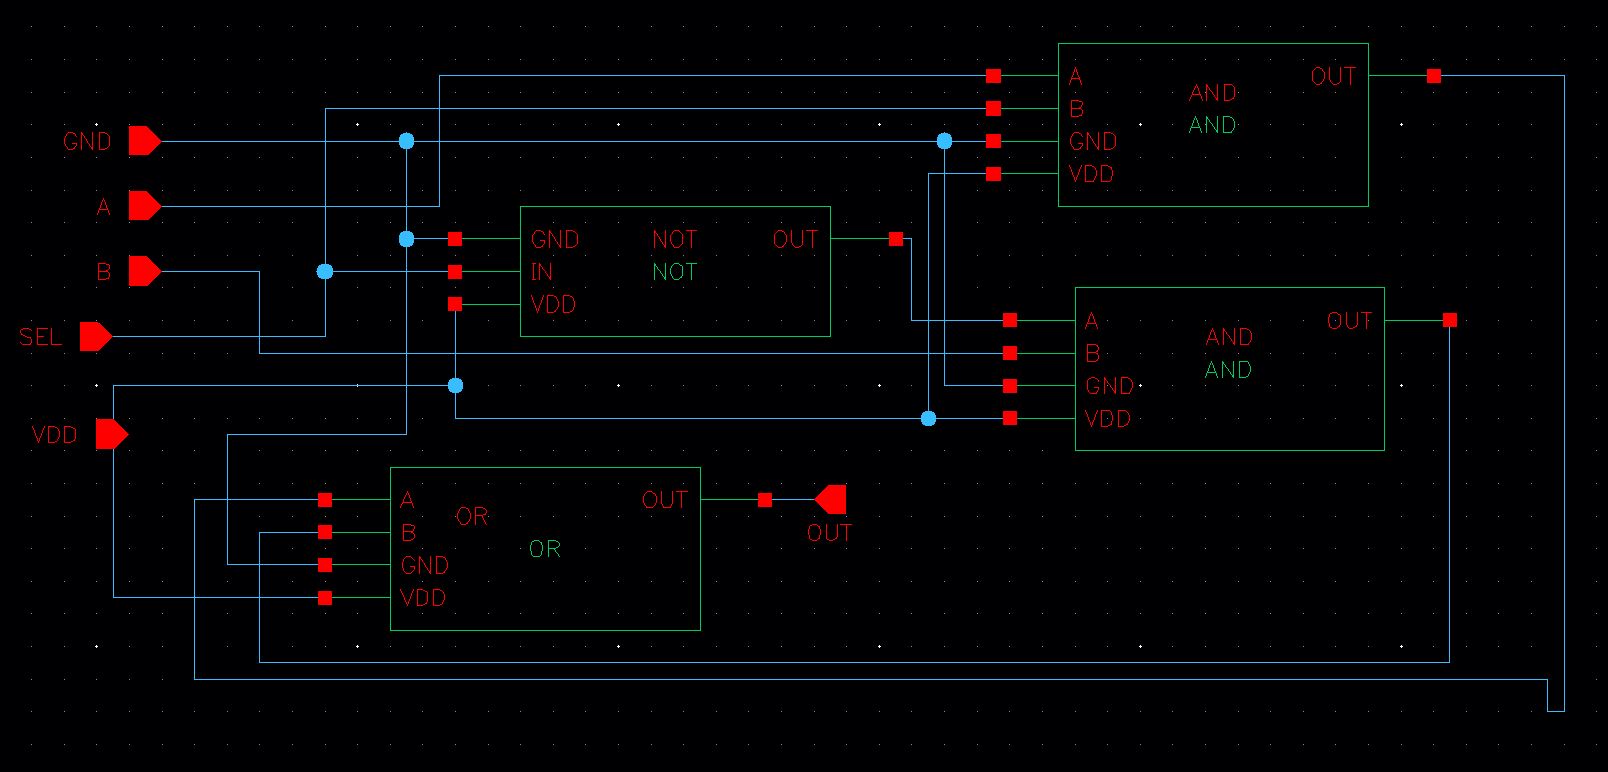 A
AND
OUT
AND
B
GND
GND
VDD
A
GND
NOT
OUT
B
IN
NOT
VDD
SEL
A
AND
OUT
B
AND
GND
VDD
VDD
A
OR
OUT
B
OR
GND
VDD
OUT